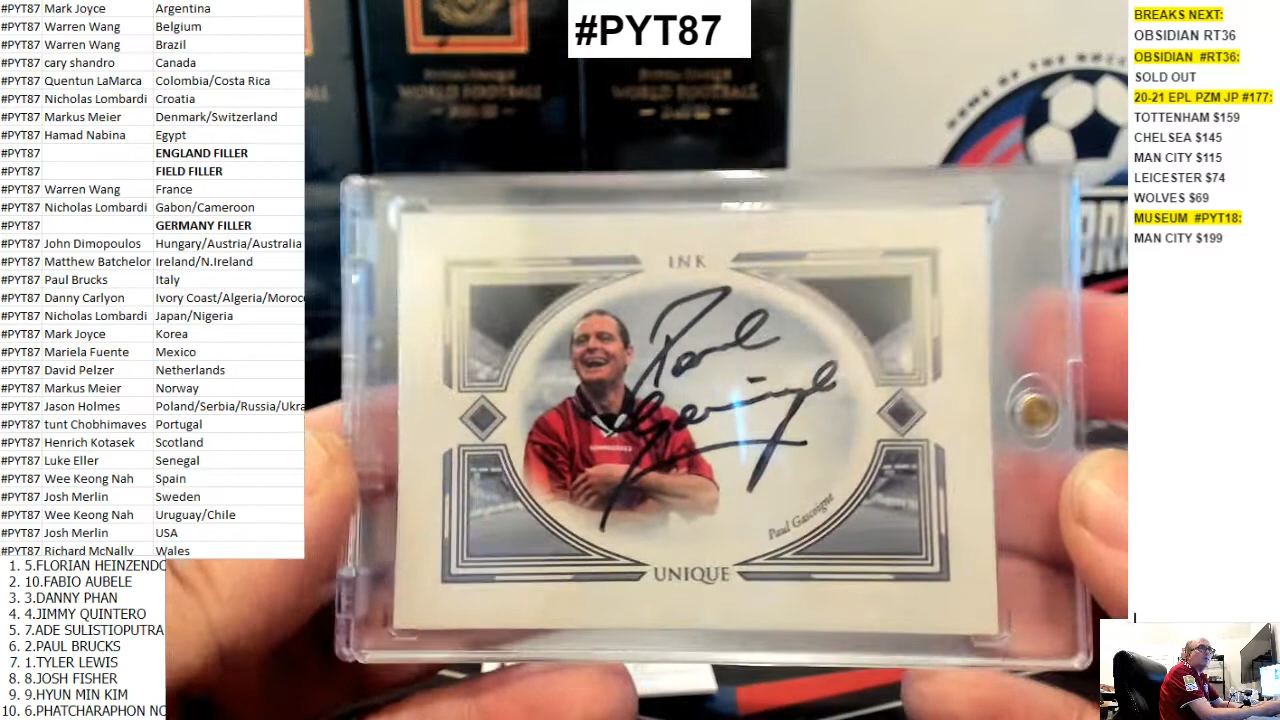 #PYT87 Mark Joyce Argentina
#PYT87 Warren Wang Belgium
#PYT87 Warren Wang Brazil
#PYT87 cary shandro Canada
#PYT87 Quentun LaMarca Colombia/Costa Rica
#PYT87 Nicholas Lombardi Croatia
#PYT87 Markus Meier Denmark/Switzerland
#PYT87 Hamad Nabina Egypt
#PYT87 ENGLAND FILLER
#PYT87 FIELD FILLER
#PYT87 Warren Wang France
#PYT87 Nicholas Lombardi Gabon/Cameroon
#PYT87 GERMANY FILLER
#PYT87 John Dimopoulos Hungary/Austria/Australia
#PYT87 Matthew Batchelor Ireland/N.Ireland
#PYT87 Paul Brucks Italy
#PYT87 Danny Carlyon Ivory Coast/Algeria/Moroc
#PYT87 Nicholas Lombardi Japan/Nigeria
#PYT87 Mark Joyce Korea
#PYT87 Mariela Fuente Mexico
#PYT87 David Pelzer Netherlands
#PYT87 Markus Meier Norway
#PYT87 Jason Holmes Poland/Serbia/Russia/Ukra
#PYT87 tunt Chobhimaves Portugal
#PYT87 Henrich Kotasek Scotland
#PYT87 Luke Eller Senegal
#PYT87 Wee Keong Nah Spain
#PYT87 Josh Merlin Sweden
#PYT87 Wee Keong Nah Uruguay/Chile
#PYT87 Josh Merlin USA
#PYT87 Richard McNally Wales
1. 5.FLORIAN HEINZENDO
2. 10.FABIO AUBELE
3. 3.DANNY PHAN
4. 4.JIMMY QUINTERO
5. 7.ADE SULISTIOPUTRA
6. 2.PAUL BRUCKS
7. 1.TYLER LEWIS
8. 8.JOSH FISHER
9. 9.HYUN MIN KIM
10. 6.PHATCHARAPHON NO
#PYT87
WORLD FOOTBALL
INK
Paul
Gascoigne
Paul Gascoigne
UNIQUE
BREAKS NEXT:
OBSIDIAN RT36
OBSIDIAN #RT36:
SOLD OUT
20-21 EPL PZM JP #177:
TOTTENHAM $159
CHELSEA $145
MAN CITY $115
LEICESTER $74
WOLVES $69
MUSEUM #PYT18:
MAN CITY $199